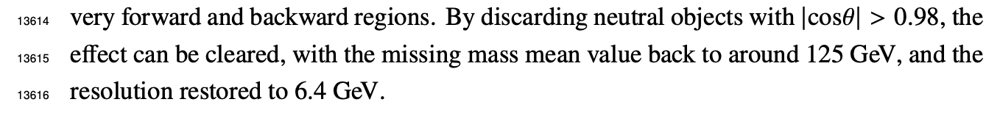 13614 very forward and backward regions. By discarding neutral objects with |cosθ| > 0.98, the
13615 effect can be cleared, with the missing mass mean value back to around 125 GeV, and the
13616 resolution restored to 6.4 GeV.